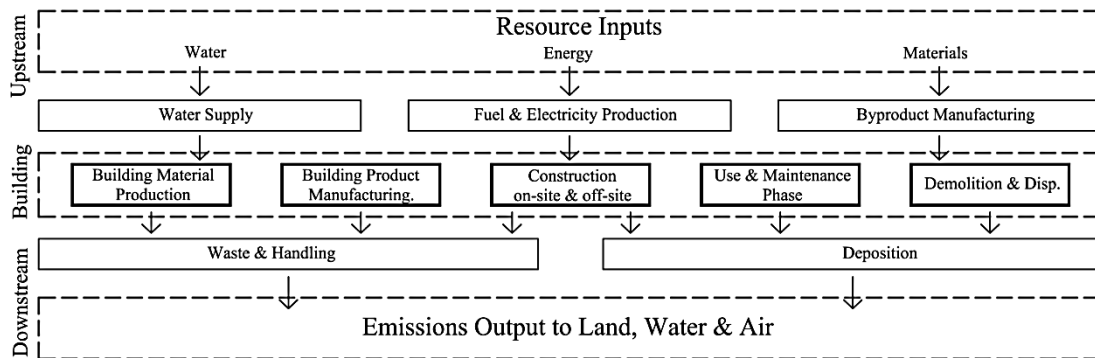 Upstream
Resource Inputs
Water
Energy
Materials
Water Supply
Fuel & Electricity Production
Byproduct Manufacturing
Building
Building Material
Production
Building Product
Manufacturing.
Construction
on-site & off-site
Use & Maintenance
Phase
Demolition & Disp.
Downstream
Waste & Handling
Deposition
Emissions Output to Land, Water & Air